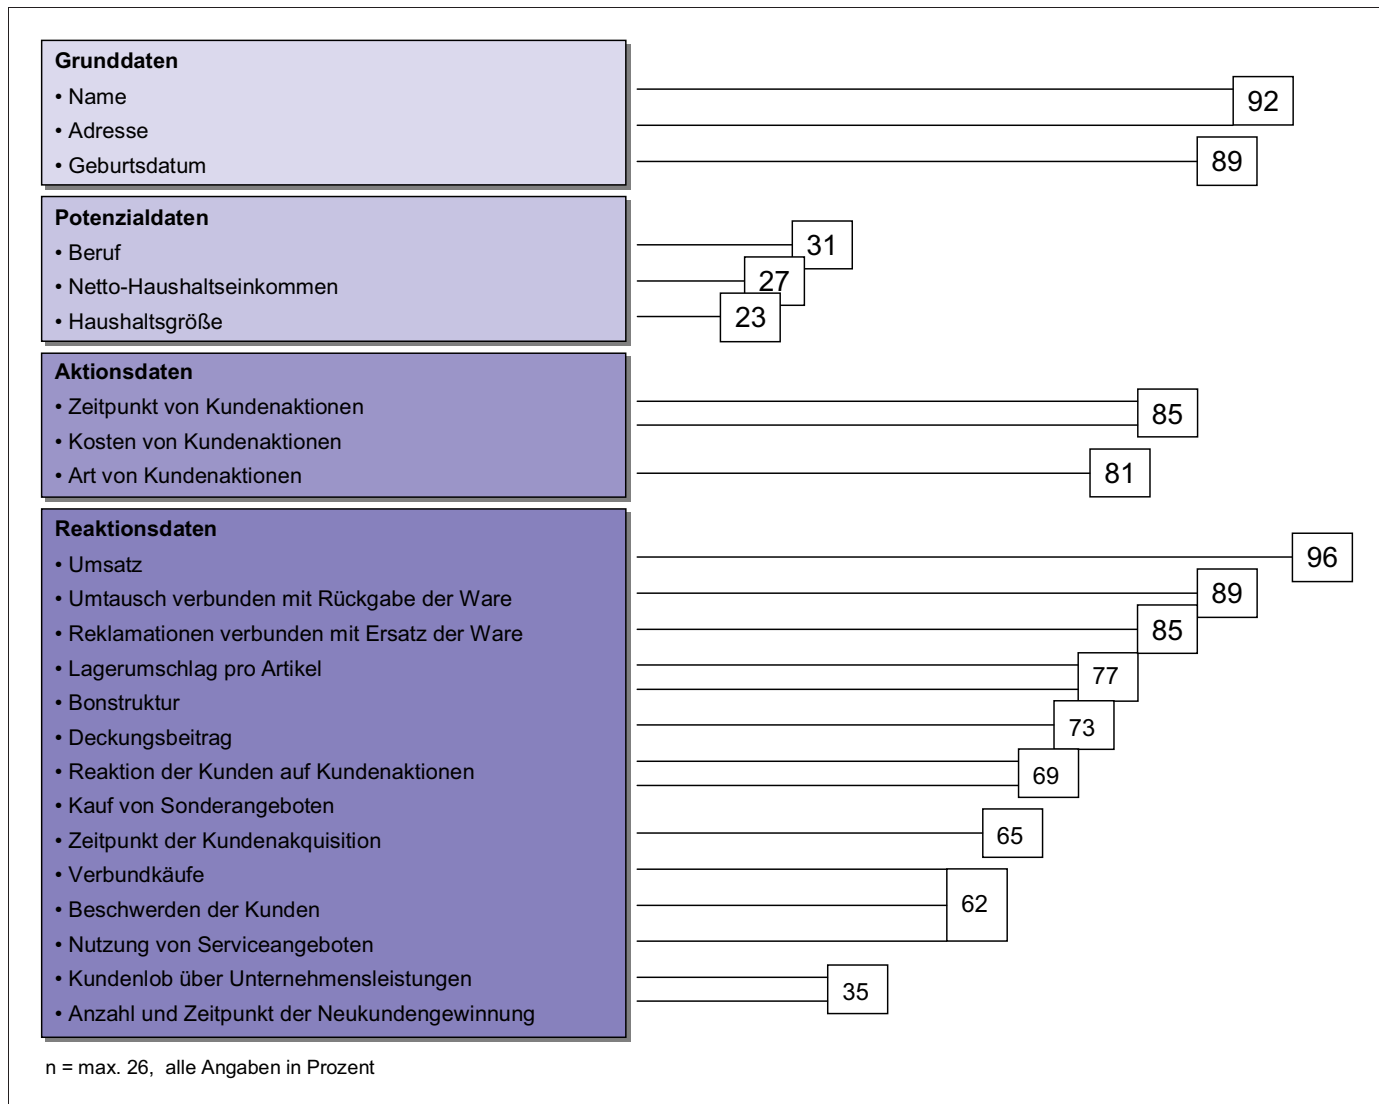 Grunddaten
• Name
• Adresse
92
• Geburtsdatum
89
Potenzialdaten
• Beruf
31
• Netto-Haushaltseinkommen
27
• Haushaltsgröße
23
Aktionsdaten
• Zeitpunkt von Kundenaktionen
• Kosten von Kundenaktionen
85
• Art von Kundenaktionen
81
Reaktionsdaten
• Umsatz
96
• Umtausch verbunden mit Rückgabe der Ware
89
• Reklamationen verbunden mit Ersatz der Ware
85
• Lagerumschlag pro Artikel
• Bonstruktur
77
• Deckungsbeitrag
73
• Reaktion der Kunden auf Kundenaktionen
• Kauf von Sonderangeboten
69
• Zeitpunkt der Kundenakquisition
65
• Verbundkäufe
• Beschwerden der Kunden
• Nutzung von Serviceangeboten
62
• Kundenlob über Unternehmensleistungen
• Anzahl und Zeitpunkt der Neukundengewinnung
35
n = max. 26, alle Angaben in Prozent